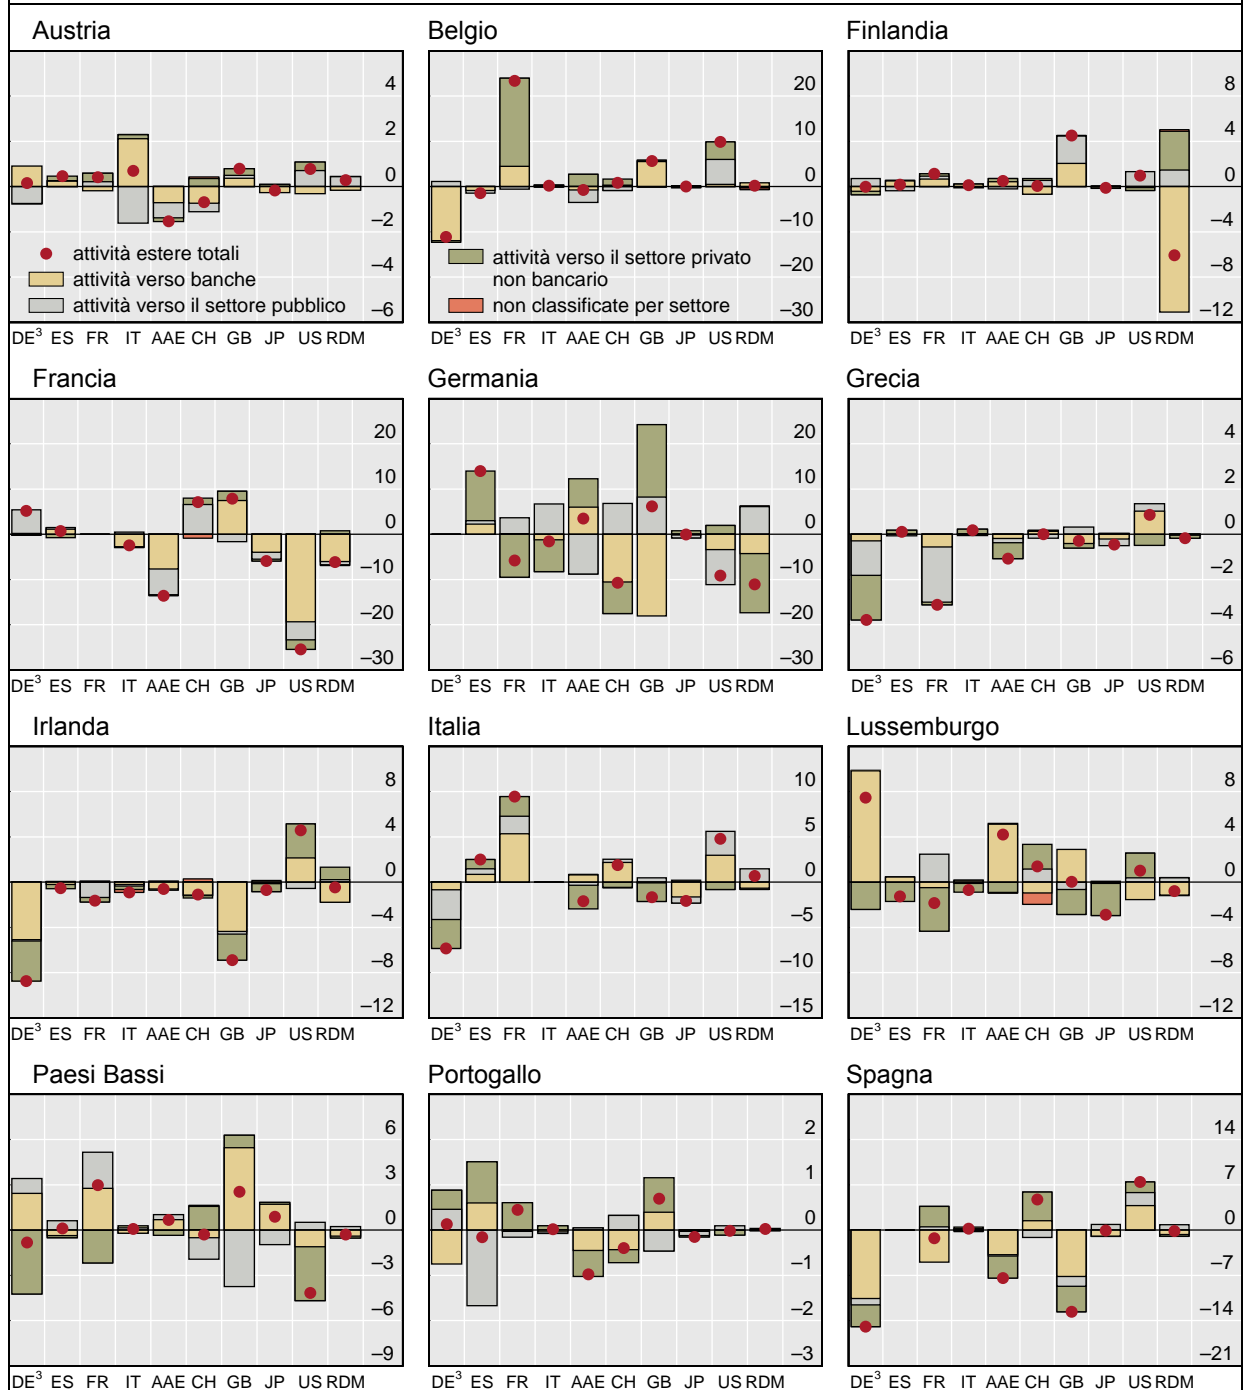 Austria
4
2
0
–2
–4
–6
attività estere totali
attività verso banche
attività verso il settore pubblico
DE³ ES FR IT AAE CH GB JP US RDM
Belgio
20
10
0
–10
–20
–30
attività verso il settore privato
non bancario
non classificate per settore
DE³ ES FR IT AAE CH GB JP US RDM
Finlandia
8
4
0
–4
–8
–12
DE³ ES FR IT AAE CH GB JP US RDM
Francia
20
10
0
–10
–20
–30
DE³ ES FR IT AAE CH GB JP US RDM
Germania
20
10
0
–10
–20
–30
DE³ ES FR IT AAE CH GB JP US RDM
Grecia
4
2
0
–2
–4
–6
DE³ ES FR IT AAE CH GB JP US RDM
Irlanda
8
4
0
–4
–8
–12
DE³ ES FR IT AAE CH GB JP US RDM
Italia
10
5
0
–5
–10
–15
DE³ ES FR IT AAE CH GB JP US RDM
Lussemburgo
8
4
0
–4
–8
–12
DE³ ES FR IT AAE CH GB JP US RDM
Paesi Bassi
6
3
0
–3
–6
–9
DE³ ES FR IT AAE CH GB JP US RDM
Portogallo
2
1
0
–1
–2
–3
DE³ ES FR IT AAE CH GB JP US RDM
Spagna
14
7
0
–7
–14
–21
DE³ ES FR IT AAE CH GB JP US RDM